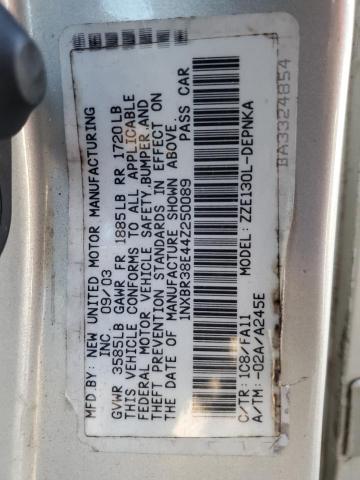 MFD.BY: NEW UNITED MOTOR MANUFACTURING
INC. 09/03
GVWR 3585LB GAWR FR 1885LB RR 1720LB
THIS VEHICLE CONFORMS TO ALL APPLICABLE
FEDERAL MOTOR VEHICLE SAFETY,BUMPER,AND
THEFT PREVENTION STANDARDS IN EFFECT ON
THE DATE OF MANUFACTURE SHOWN ABOVE.
1NXBR38E44Z250089 PASS CAR
C/TR: 1C8/FA11 MODEL: ZZE130L-DEPNKA
A/TM: -02A/A245E
BA3324854